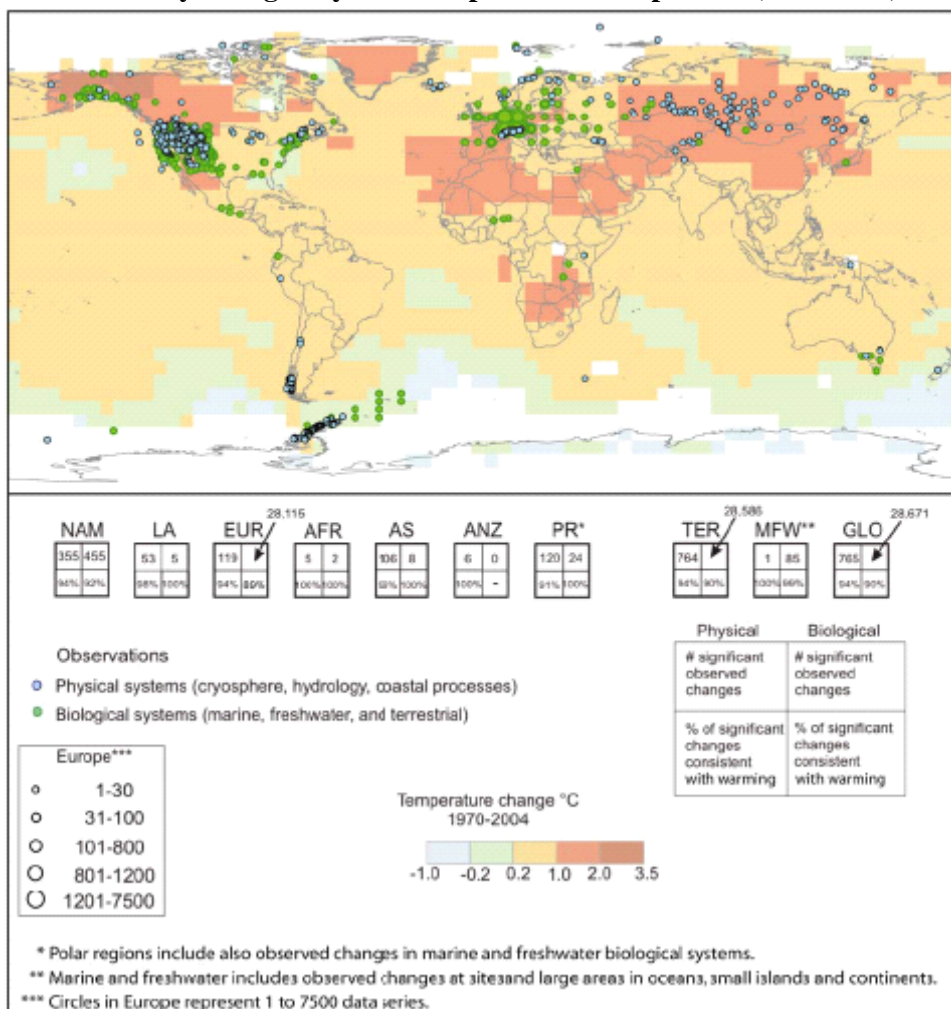 28.115
28.586
28.671
NAM LA EUR AFR AS ANZ PR* TER MFW** GLO
355 455 53 5 119 5 2 106 8 6 0 120 24 764 1 85 765
94% 92% 98% 100% 94% 89% 100% 100% 100% 100% - 91% 100% 94% 90% 100% 99% 94% 90%
Physical Biological
# significant observed changes
# significant observed changes
% of significant changes consistent with warming
% of significant changes consistent with warming
Observations
Physical systems (cryosphere, hydrology, coastal processes)
Biological systems (marine, freshwater, and terrestrial)
Europe***
1-30
31-100
101-800
801-1200
1201-7500
Temperature change °C
1970-2004
-1.0 -0.2 0.2 1.0 2.0 3.5
* Polar regions include also observed changes in marine and freshwater biological systems.
** Marine and freshwater includes observed changes at sites and large areas in oceans, small islands and continents.
*** Circles in Europe represent 1 to 7500 data series.